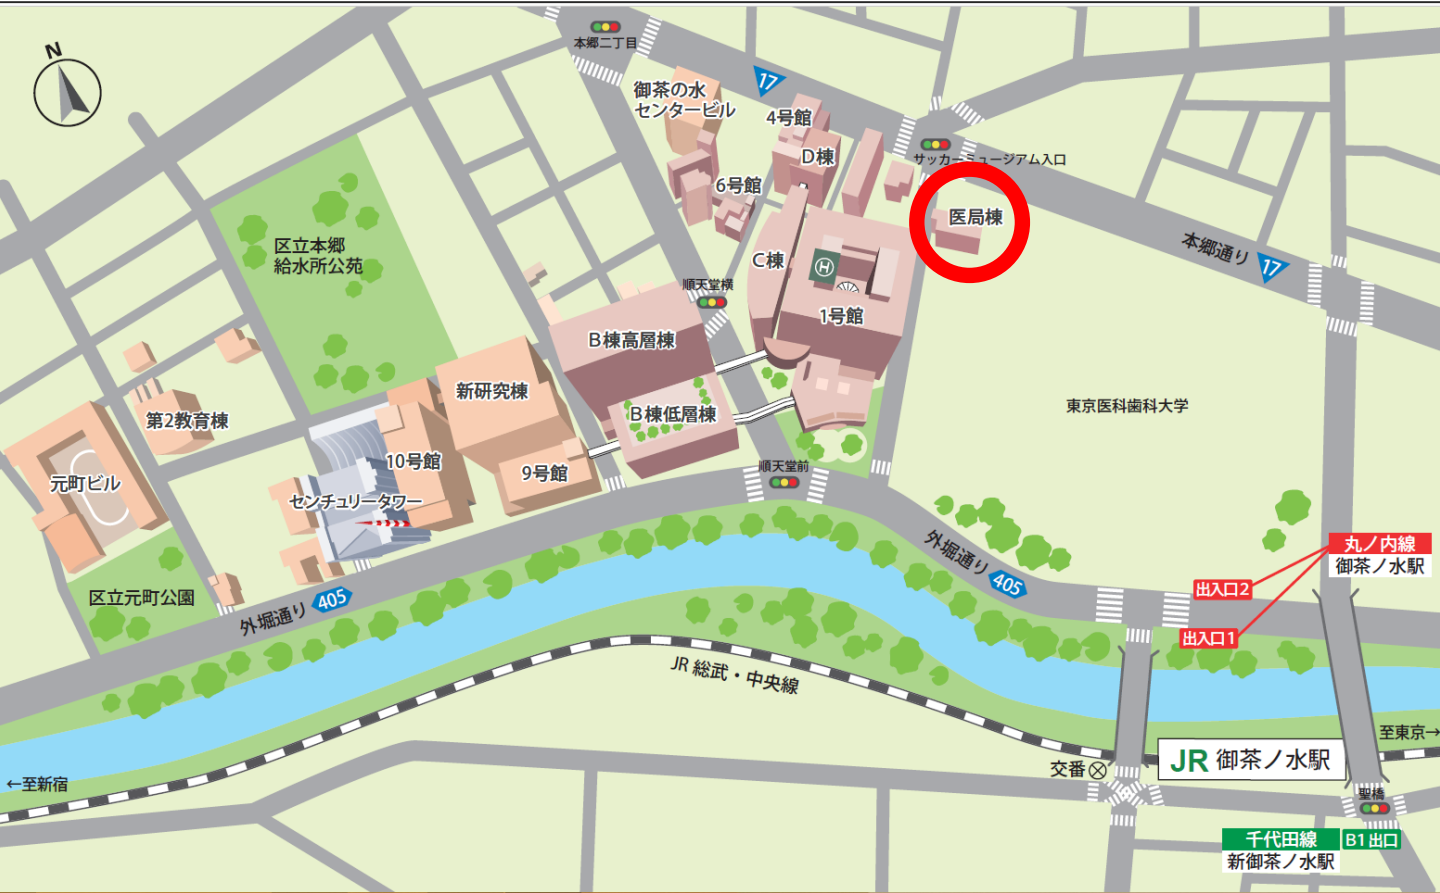 N
本郷二丁目
17
御茶の水
センタービル
4号館
D棟
サッカーミュージアム入口
6号館
医局棟
区立本郷
給水所公苑
C棟
H
本郷通り
17
順天堂横
1号館
B棟高層棟
新研究棟
B棟低層棟
東京医科歯科大学
第2教育棟
10号館
9号館
順天堂前
元町ビル
センチュリータワー
外堀通り
405
丸ノ内線
御茶ノ水駅
出入口2
区立元町公園
外堀通り
405
出入口1
JR 総武・中央線
至東京→
JR 御茶ノ水駅
交番
←至新宿
聖橋
千代田線
B1出口
新御茶ノ水駅